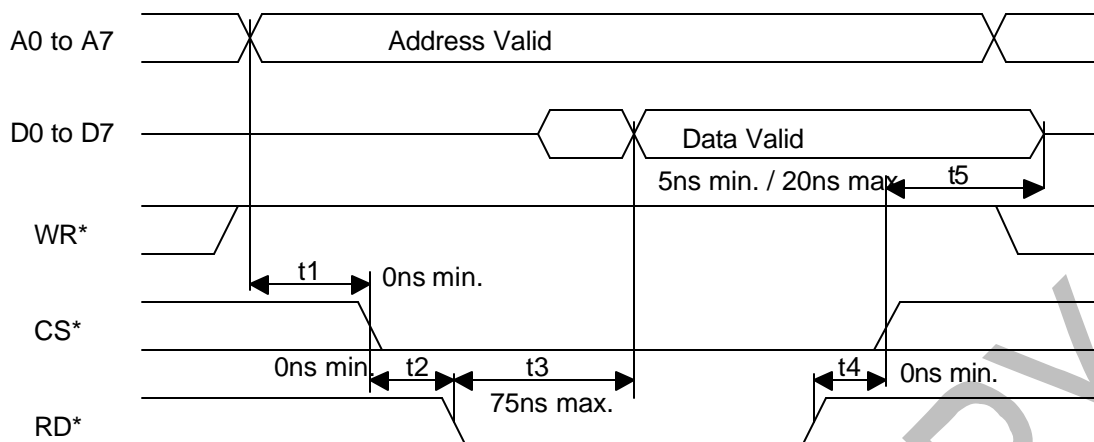 A0 to A7
Address Valid
D0 to D7
Data Valid
5ns min. / 20ns max
t5
WR*
t1
0ns min.
CS*
0ns min.
t2
t3
t4
0ns min.
75ns max.
RD*